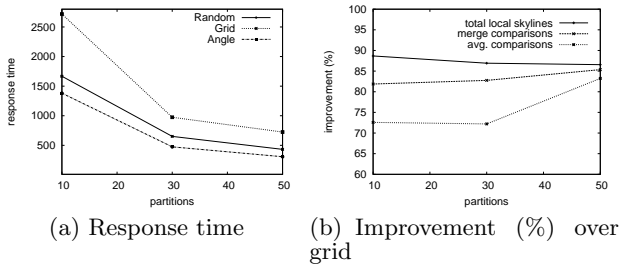 Random
Grid
Angle
response time
2500
2000
1500
1000
500
10
20
30
40
50
partitions
(a) Response time
total local skylines
merge comparisons
avg. comparisons
improvement (%)
100
95
90
85
80
75
70
65
60
10
20
30
40
50
partitions
(b) Improvement (%) over
grid